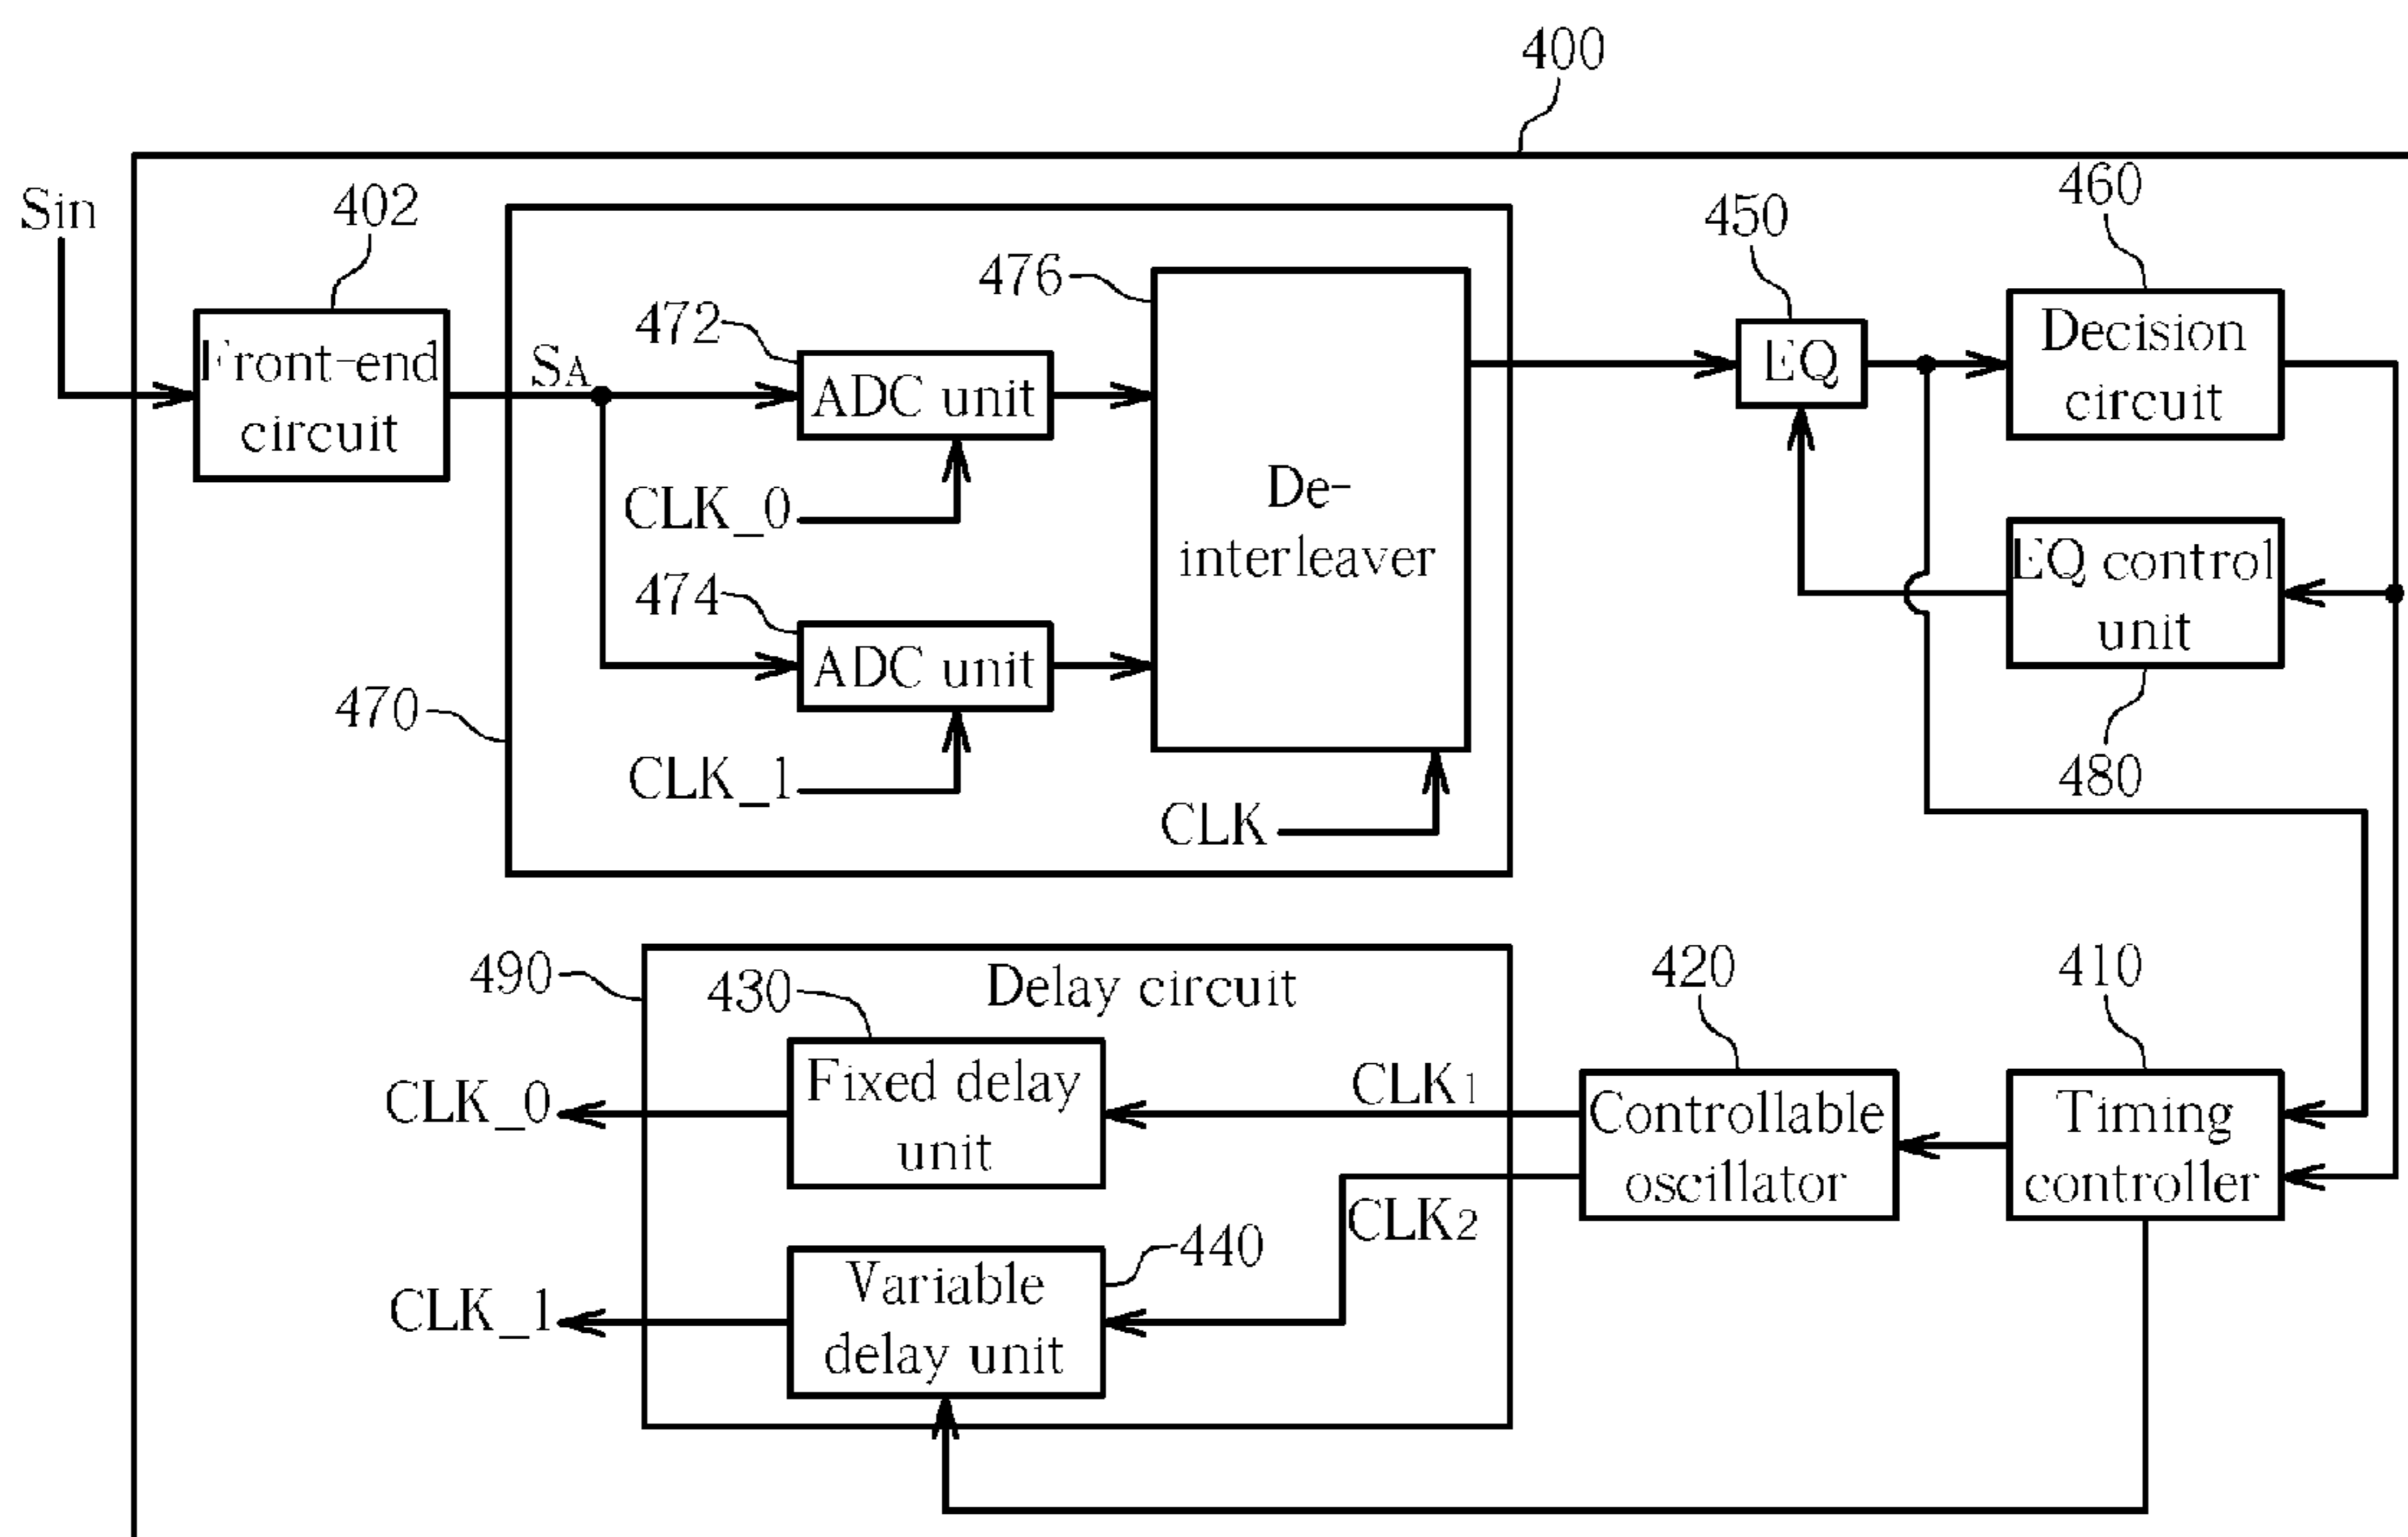 400
Sin
402
Front-end
circuit
SA
470
472
ADC unit
CLK_0
474
ADC unit
CLK_1
476
De-
interleaver
CLK
450
EQ
460
Decision
circuit
EQ control
unit
480
490
Delay circuit
430
Fixed delay
unit
CLK_0
CLK1
440
Variable
delay unit
CLK_1
CLK2
420
Controllable
oscillator
410
Timing
controller